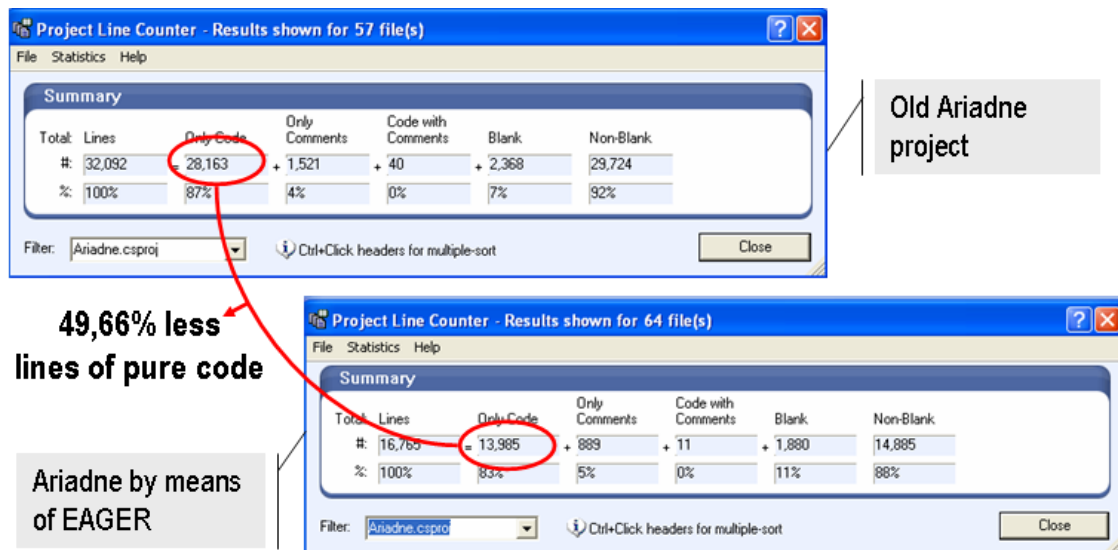 Project Line Counter - Results shown for 57 file(s)
File Statistics Help
Summary
Total: Lines Only Code Only Comments Code with Comments Blank Non-Blank
#: 32,092 = 28,163 + 1,521 + 40 + 2,368 29,724
%: 100% 87% 4% 0% 7% 92%
Filter: Ariadne.csproj Ctrl+Click headers for multiple-sort Close
Old Ariadne
project
49,66% less
lines of pure code
Project Line Counter - Results shown for 64 file(s)
File Statistics Help
Summary
Total: Lines Only Code Only Comments Code with Comments Blank Non-Blank
#: 16,765 = 13,985 + 889 + 11 + 1,880 14,885
%: 100% 83% 5% 0% 11% 88%
Filter: Ariadne.csproj Ctrl+Click headers for multiple-sort Close
Ariadne by means
of EAGER